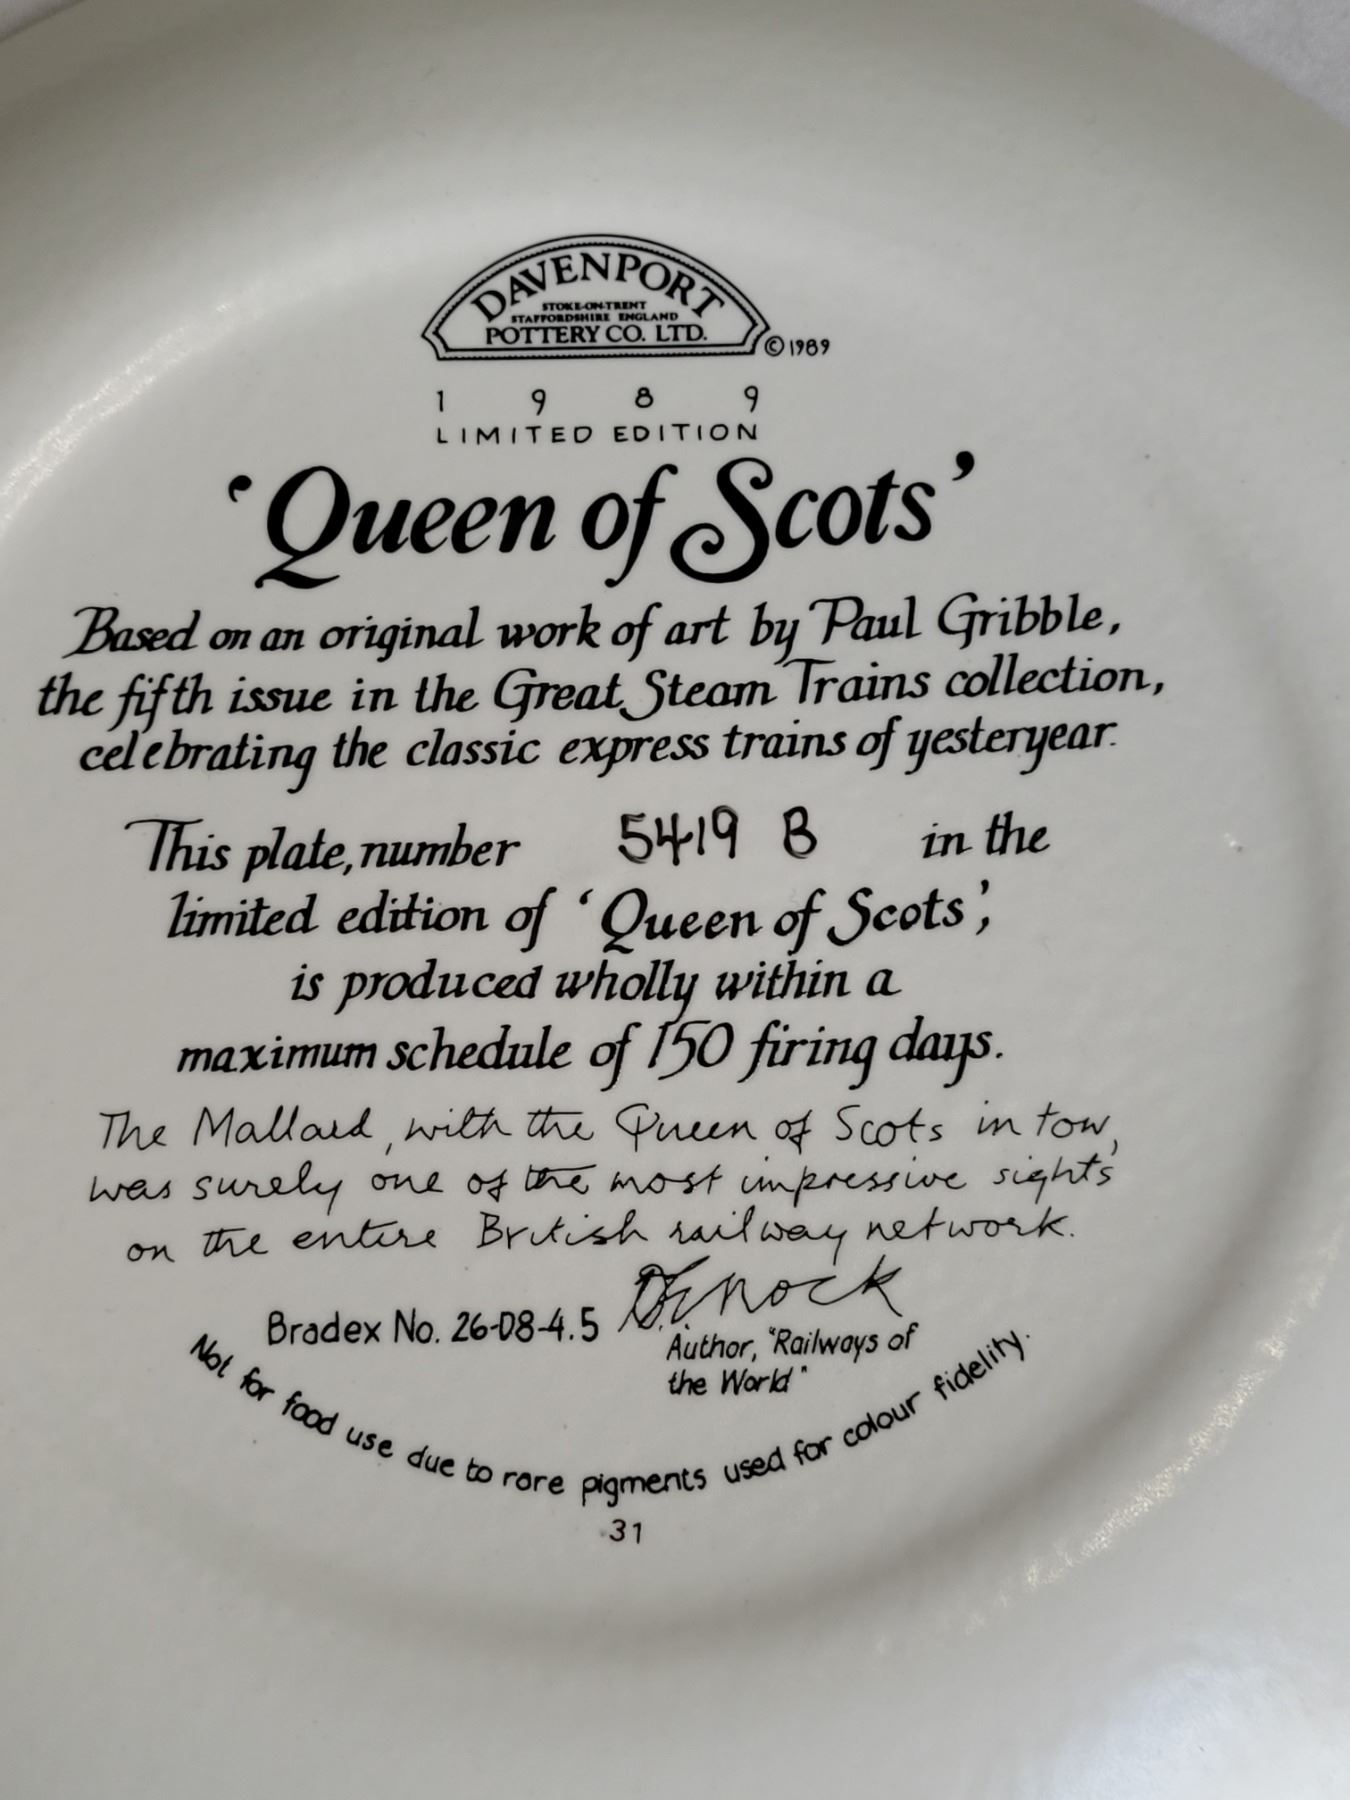 DAVENPORT
STOKE-ON-TRENT
STAFFORDSHIRE ENGLAND
POTTERY CO. LTD.
© 1989
1 9 8 9
LIMITED EDITION
‘Queen of Scots’
Based on an original work of art by Paul Gribble,
the fifth issue in the Great Steam Trains collection,
celebrating the classic express trains of yesteryear.
This plate, number 5419 B in the
limited edition of ‘Queen of Scots’,
is produced wholly within a
maximum schedule of 150 firing days.
The Mallard, with the Queen of Scots in tow,
was surely one of the most impressive sights
on the entire British railway network.
Bradex No. 26-D8-4.5
Nock
Author, "Railways of
the World"
Not for food use due to rare pigments used for colour fidelity.
31